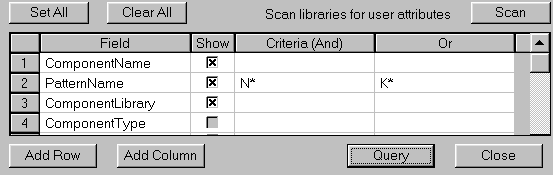 Set All Clear All Scan libraries for user attributes Scan
Field Show Criteria (And) Or
1 ComponentName
2 PatternName N* K*
3 ComponentLibrary
4 ComponentType
Add Row Add Column Query Close